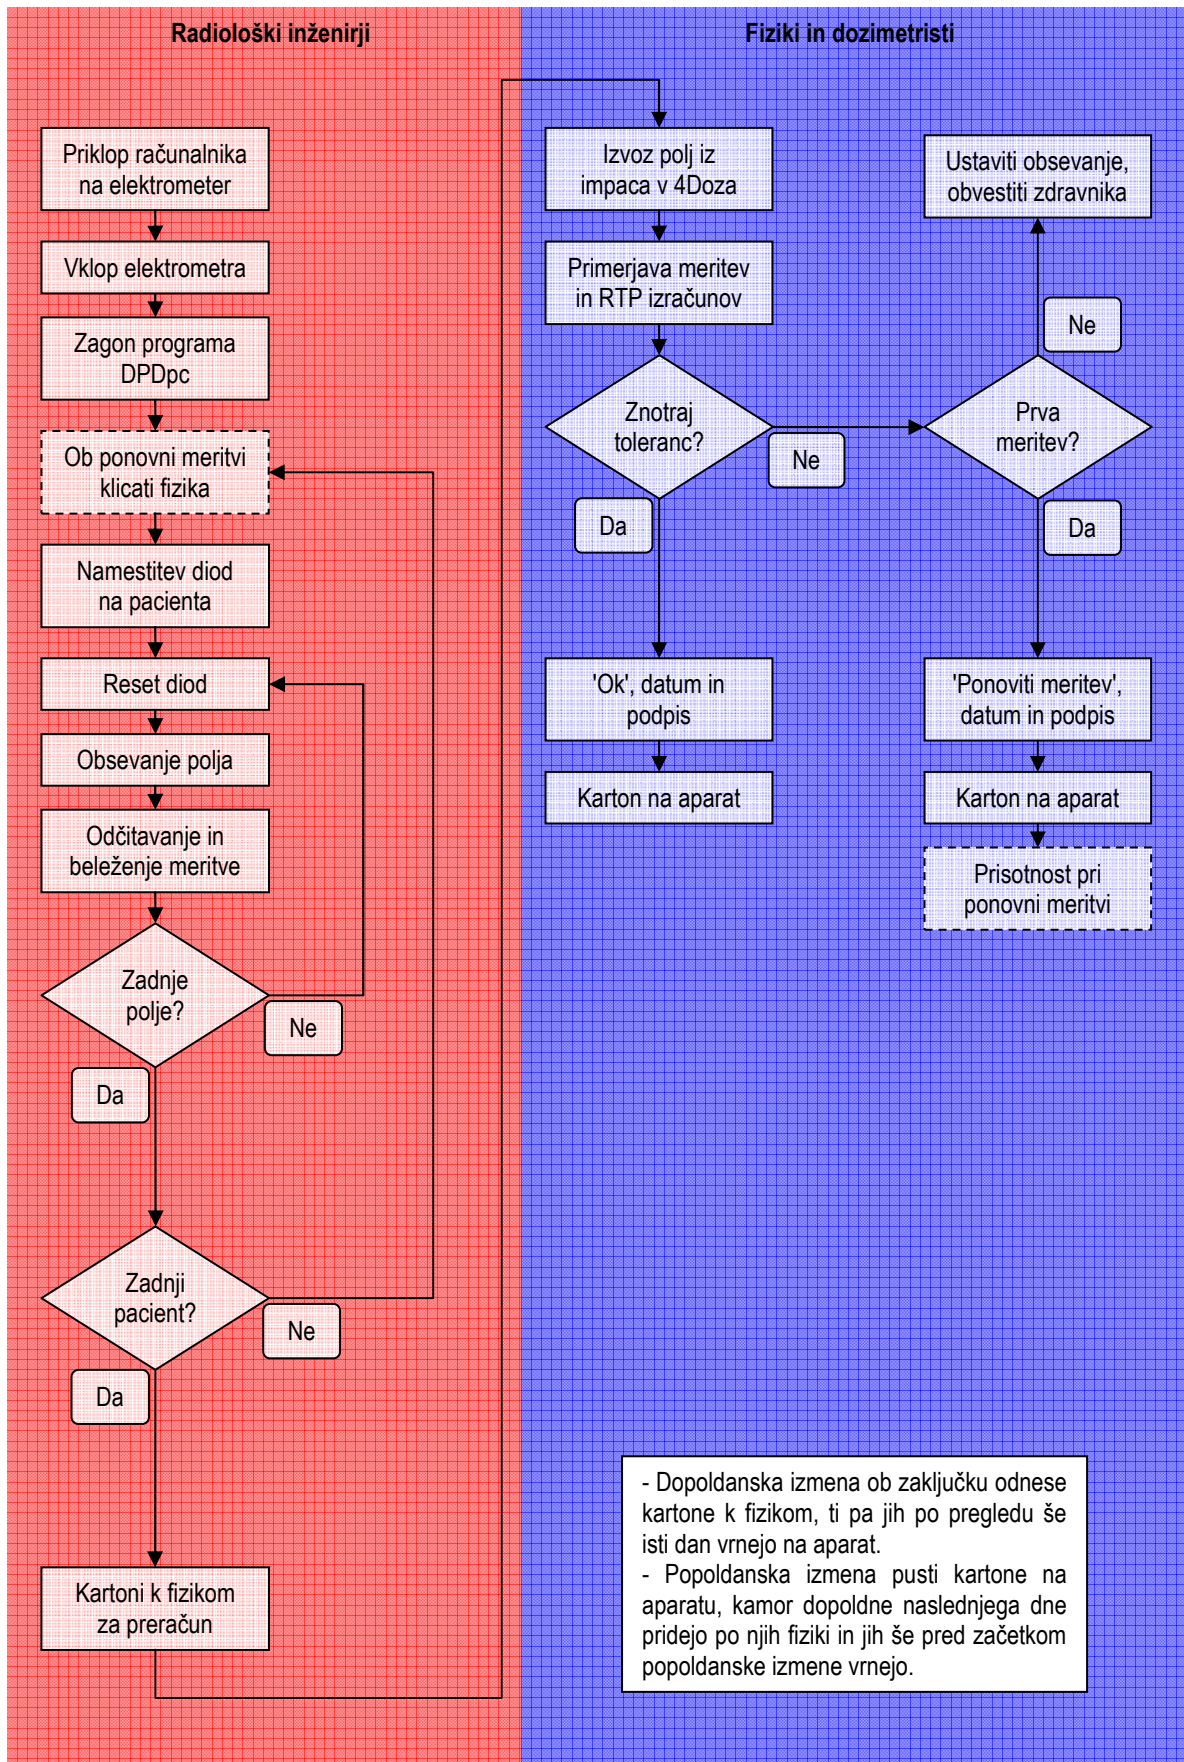 Radiološki inženirji
Priklop računalnika
na elektrometer
Vklop elektrometra
Zagon programa
DPDpc
Ob ponovni meritvi
klicati fizika
Namestitev diod
na pacienta
Reset diod
Obsevanje polja
Odčitavanje in
beleženje meritve
Zadnje
polje?
Ne
Da
Zadnji
pacient?
Ne
Da
Kartoni k fizikom
za preračun
Fiziki in dozimetristi
Izvoz polj iz
impaca v 4Doza
Primerjava meritev
in RTP izračunov
Znotraj
toleranc?
Ne
Da
'Ok', datum in
podpis
Karton na aparat
Ustaviti obsevanje,
obvestiti zdravnika
Ne
Prva
meritev?
Da
'Ponoviti meritev',
datum in podpis
Karton na aparat
Prisotnost pri
ponovni meritvi
- Dopoldanska izmena ob zaključku odnese
kartone k fizikom, ti pa jih po pregledu še
isti dan vrnejo na aparat.
- Popoldanska izmena pusti kartone na
aparatu, kamor dopoldne naslednjega dne
pridejo po njih fiziki in jih še pred začetkom
popoldanske izmene vrnejo.